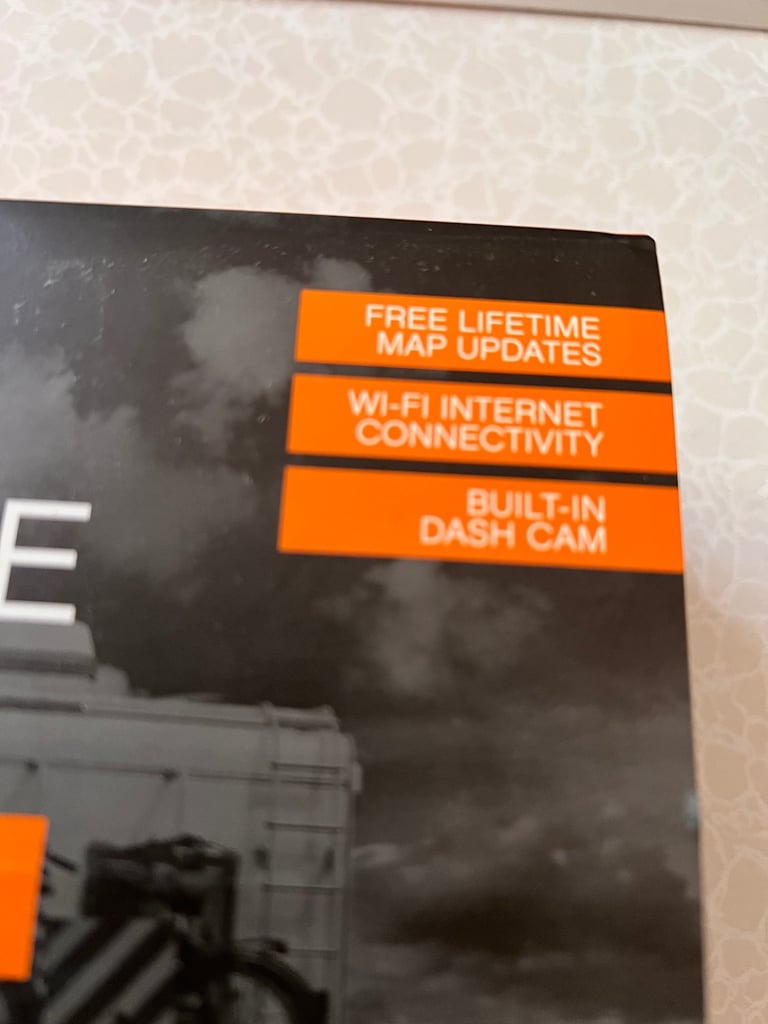 FREE LIFETIME
MAP UPDATES
WI-FI INTERNET
CONNECTIVITY
BUILT-IN
DASH CAM
E